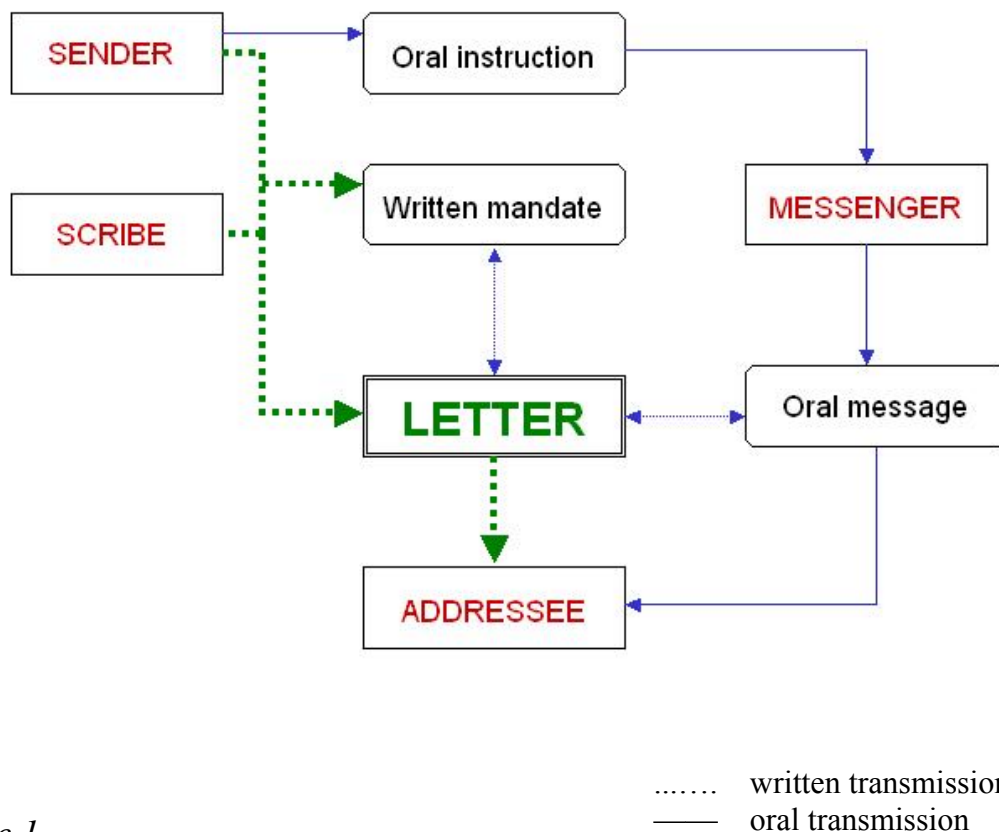 SENDER
Oral instruction
SCRIBE
Written mandate
MESSENGER
LETTER
Oral message
ADDRESSEE
...…. written transmission
—— oral transmission